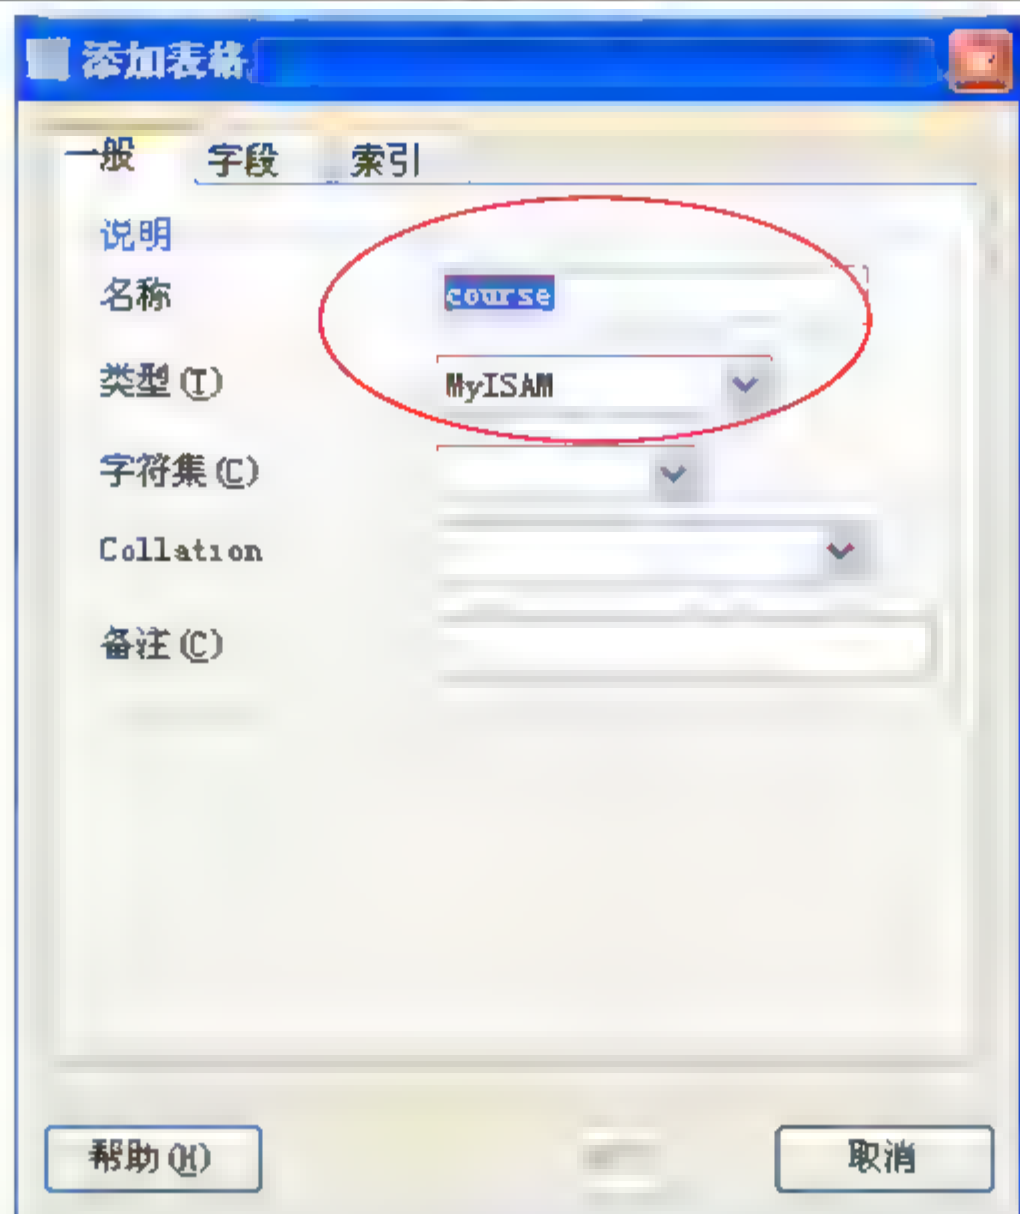 添加表格
一般 字段 索引
说明
名称 course
类型(T) MyISAM
字符集(C)
Collation
备注(C)
帮助(H) 取消